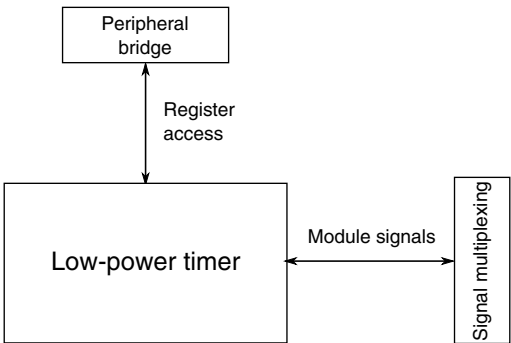 Peripheral
bridge
Register
access
Low-power timer
Module signals
Signal multiplexing